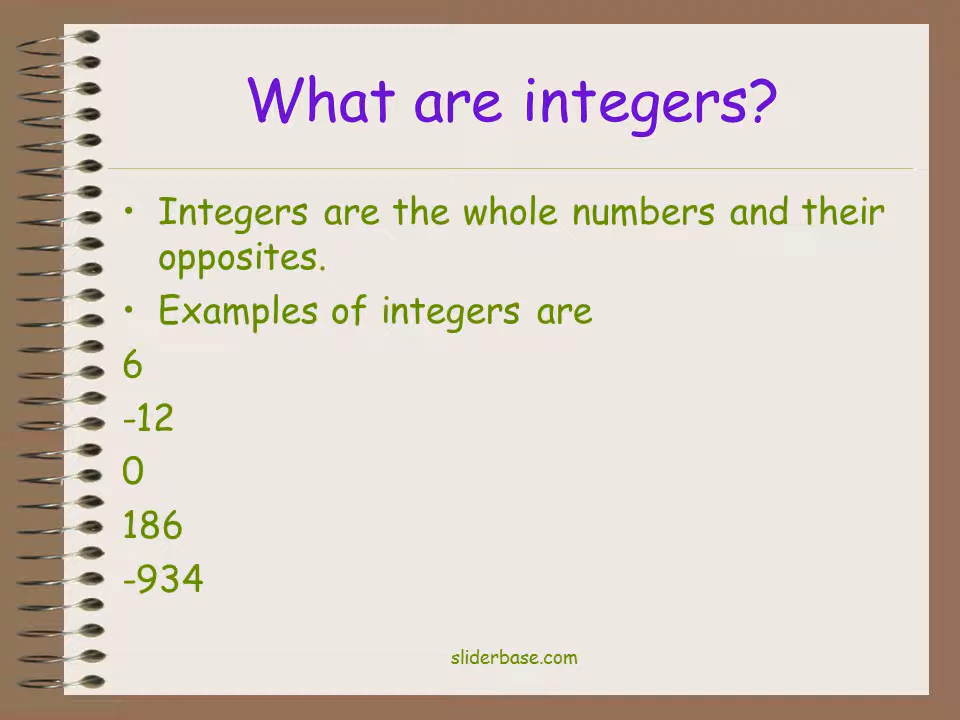 What are integers?
• Integers are the whole numbers and their
opposites.
• Examples of integers are
6
-12
0
186
-934
sliderbase.com